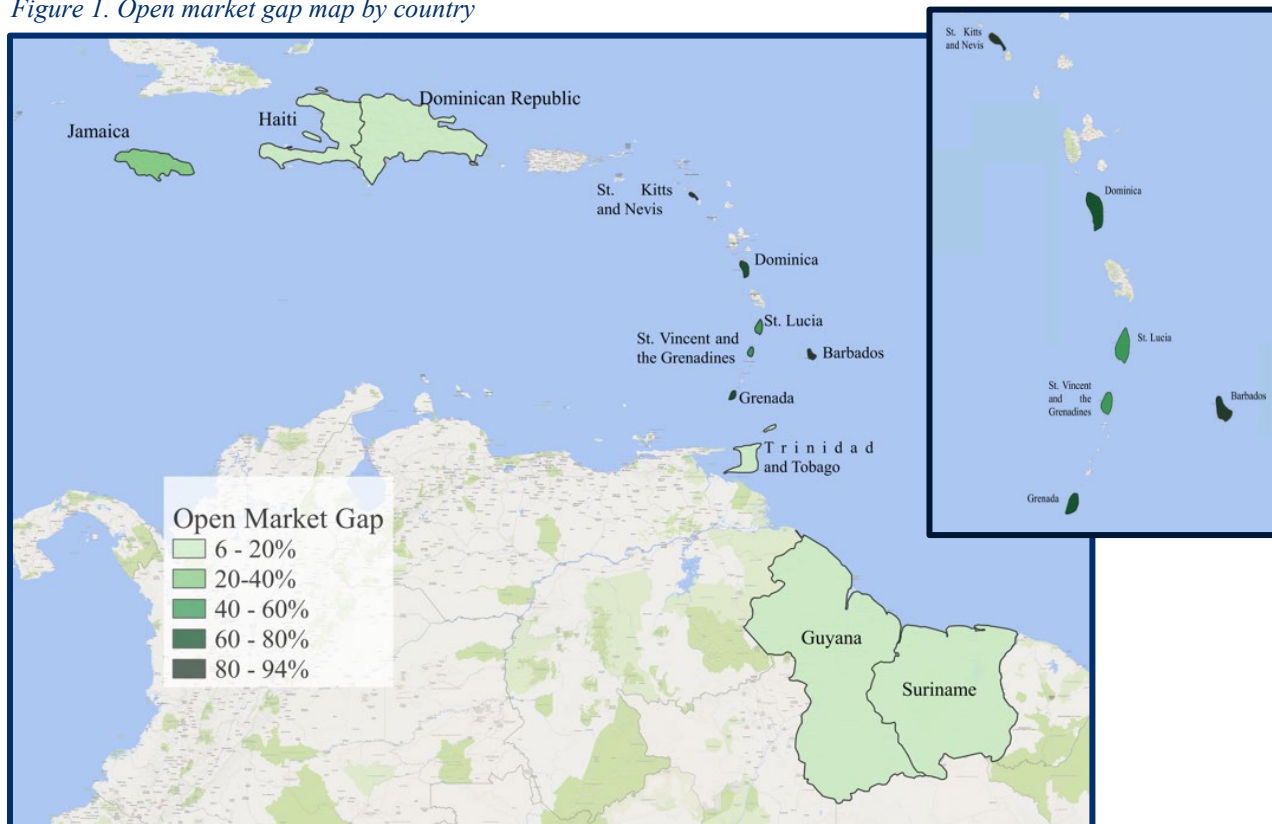 Figure 1. Open market gap map by country
Dominican Republic
Haiti
Jamaica
St. Kitts
and Nevis
Dominica
St. Lucia
St. Vincent and
the Grenadines
Barbados
Grenada
Trinidad
and Tobago
Guyana
Suriname
Open Market Gap
6 - 20%
20-40%
40 - 60%
60 - 80%
80 - 94%
St. Kitts
and Nevis
Dominica
St. Lucia
St. Vincent
and the
Grenadines
Barbados
Grenada